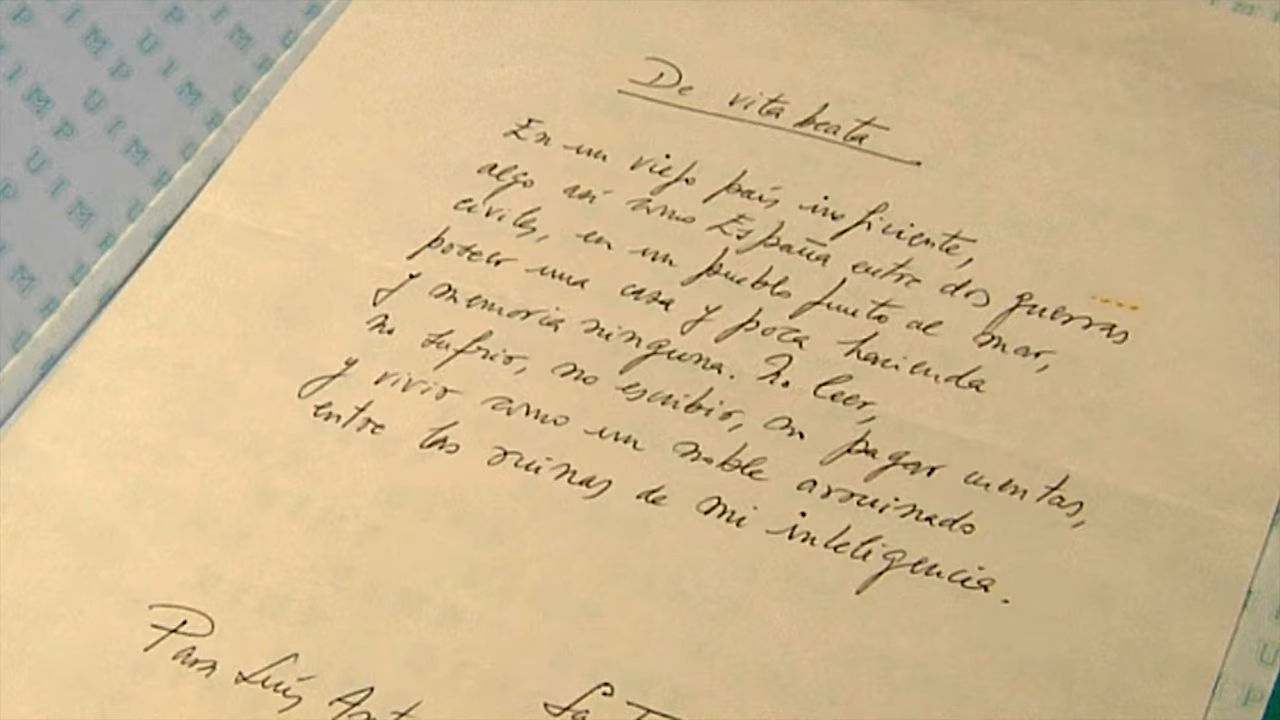 De vita beata
En un viejo país ineficiente,
algo así como España entre dos guerras
civiles, en un pueblo junto al mar,
poseer una casa y poca hacienda
y memoria ninguna. No leer,
no sufrir, no escribir, no pagar cuentas,
y vivir como un noble arruinado
entre las ruinas de mi inteligencia.
Para Luis
UIMP